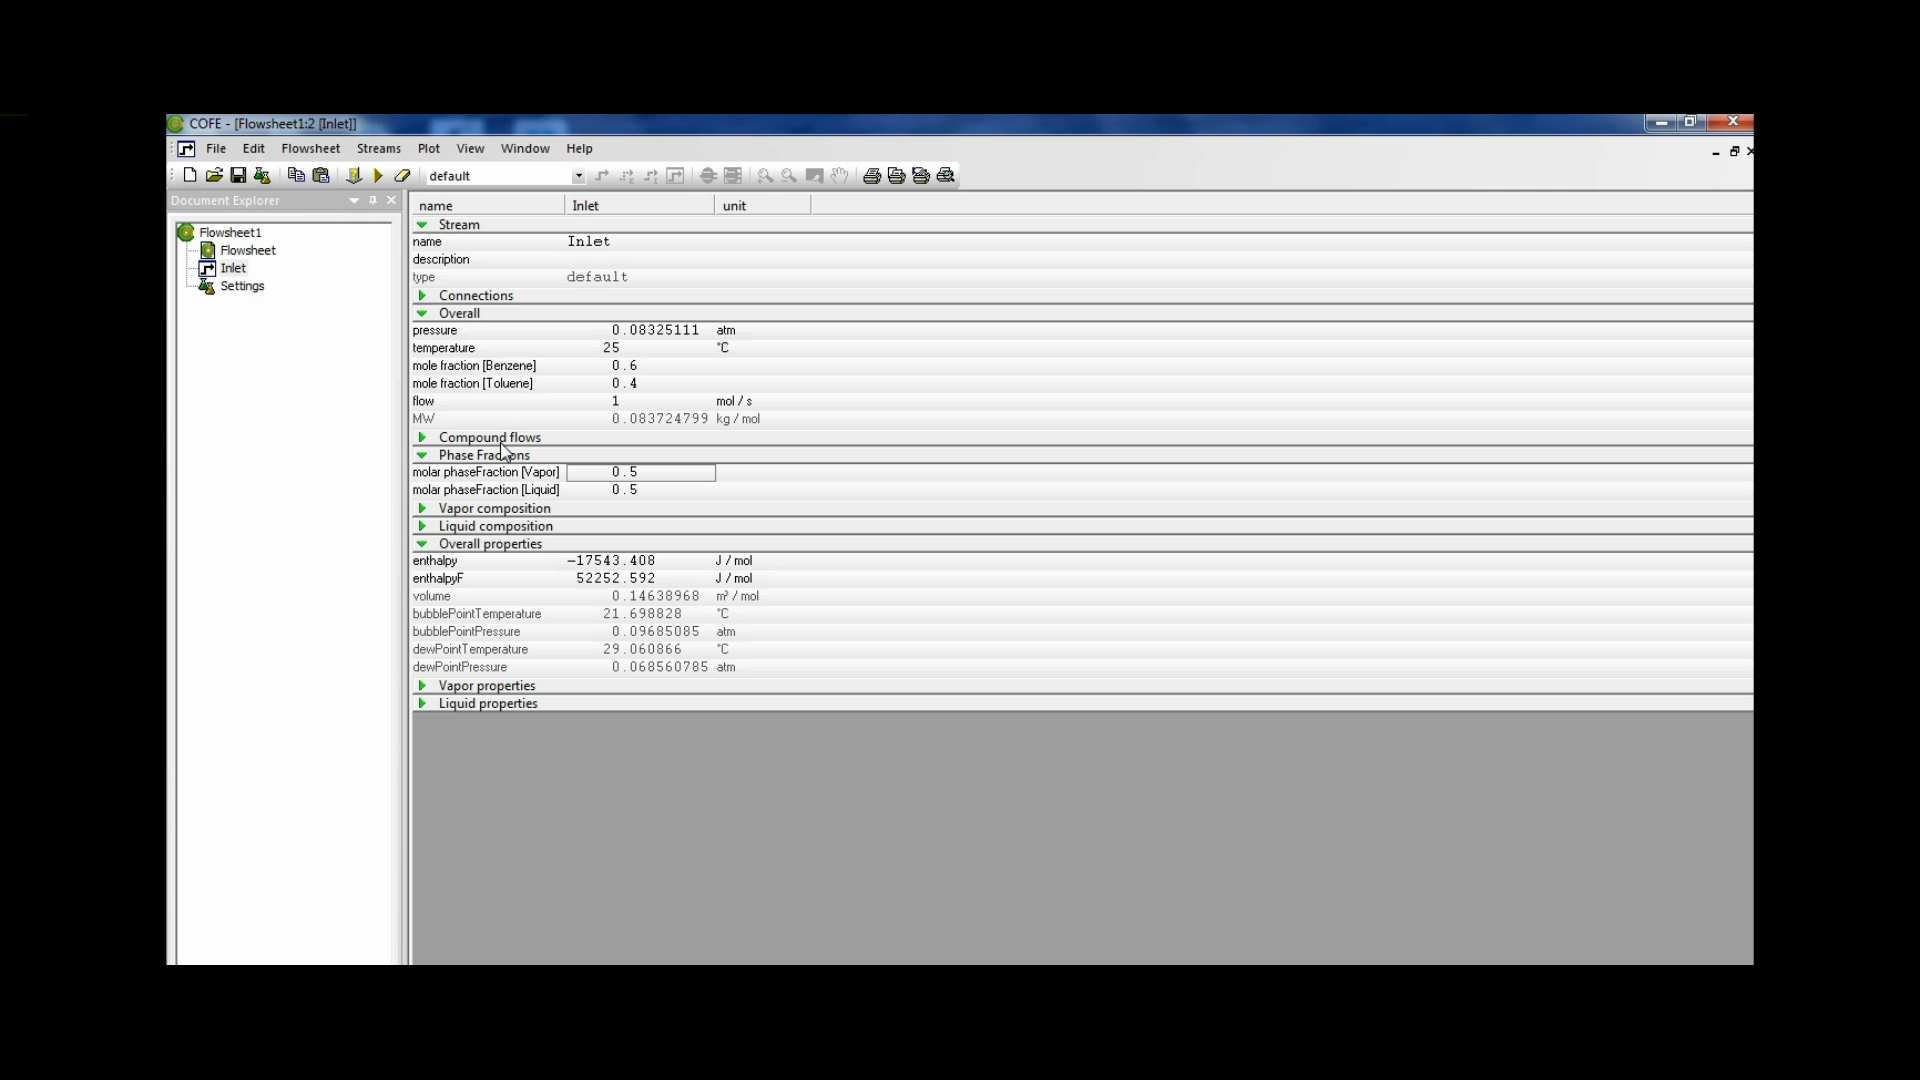 COFE - [Flowsheet1:2 [Inlet]]
File Edit Flowsheet Streams Plot View Window Help
default
Document Explorer
Flowsheet1
Flowsheet
Inlet
Settings
name Inlet unit
Stream
name Inlet
description
type default
Connections
Overall
pressure 0.08325111 atm
temperature 25 °C
mole fraction [Benzene] 0.6
mole fraction [Toluene] 0.4
flow 1 mol / s
MW 0.083724799 kg / mol
Compound flows
Phase Fractions
molar phaseFraction [Vapor] 0.5
molar phaseFraction [Liquid] 0.5
Vapor composition
Liquid composition
Overall properties
enthalpy -17543.408 J / mol
enthalpyF 52252.592 J / mol
volume 0.14638968 m³ / mol
bubblePointTemperature 21.698828 °C
bubblePointPressure 0.09685085 atm
dewPointTemperature 29.060866 °C
dewPointPressure 0.068560785 atm
Vapor properties
Liquid properties